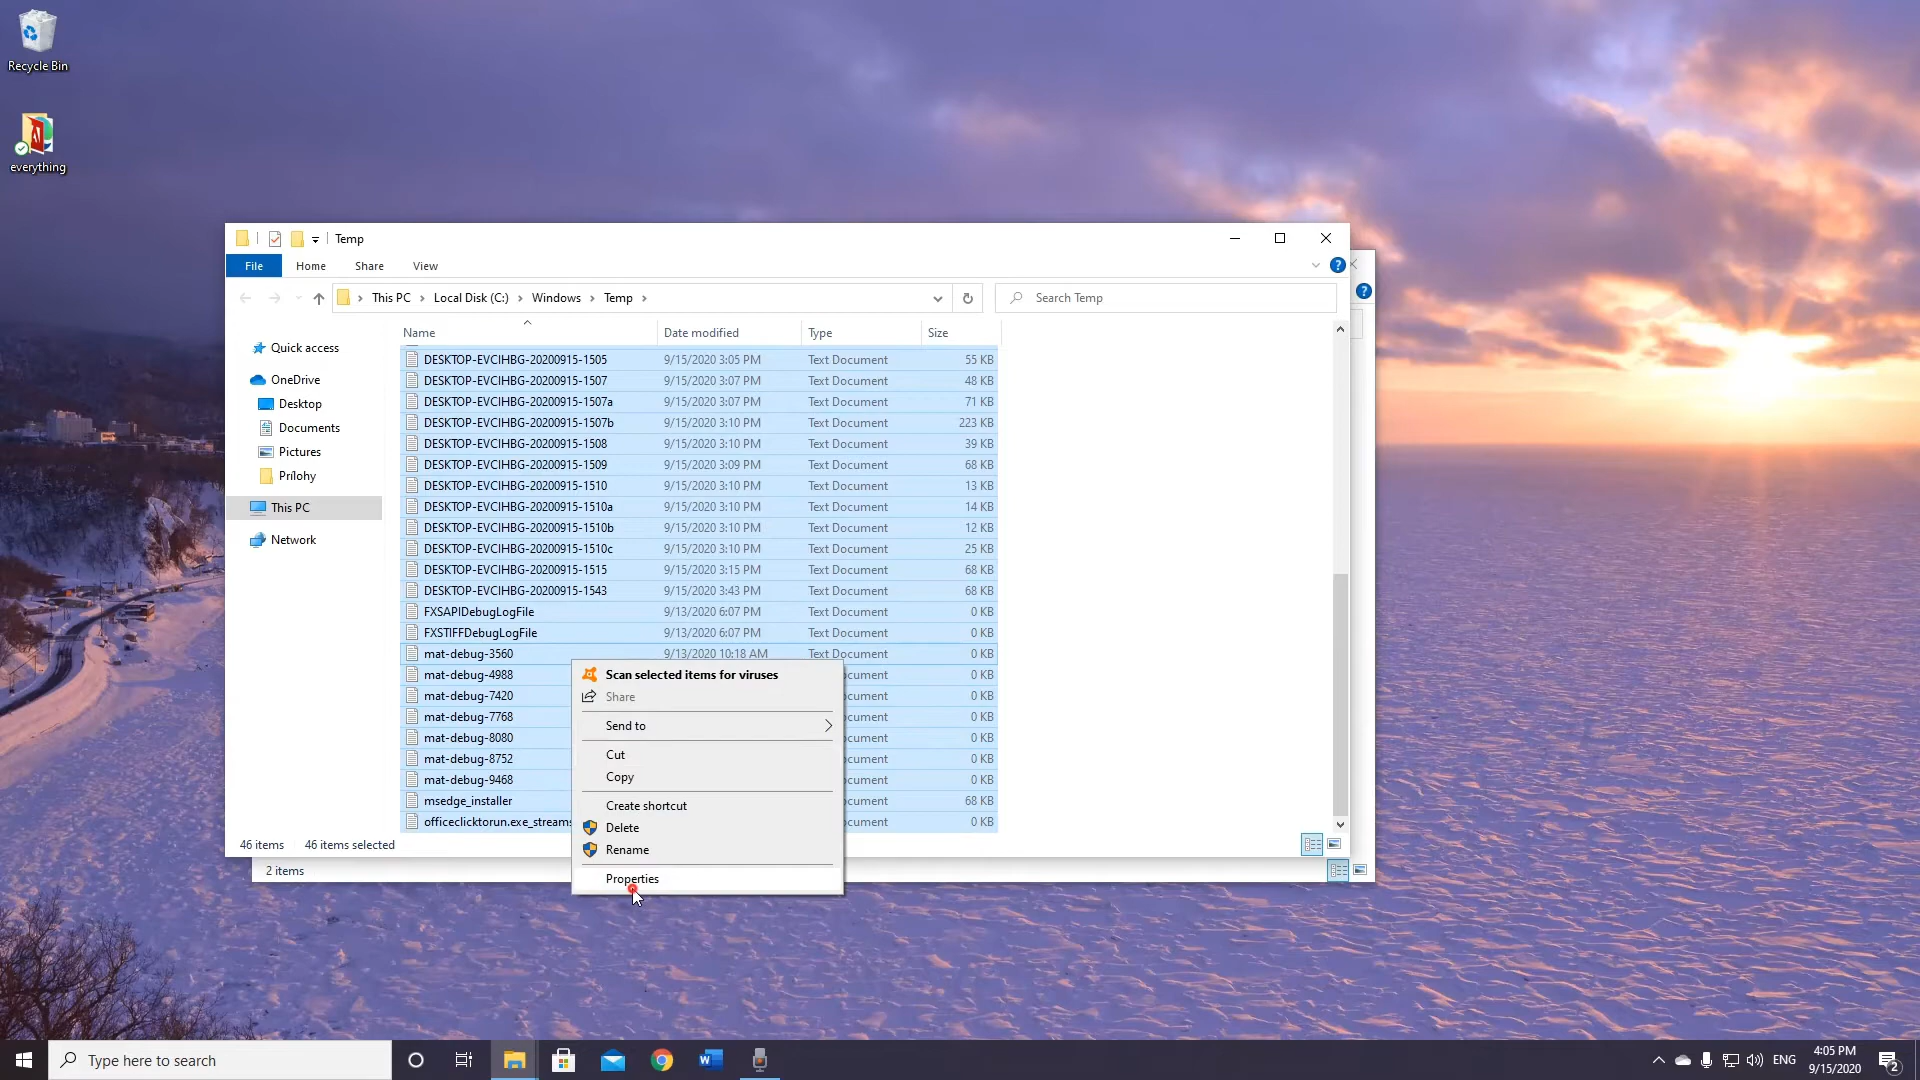 Recycle Bin
everything
Temp
File Home Share View
This PC Local Disk (C:) Windows Temp
Search Temp
Name Date modified Type Size
Quick access
OneDrive
Desktop
Documents
Pictures
Prílohy
This PC
Network
DESKTOP-EVCIHBG-20200915-1505 9/15/2020 3:05 PM Text Document 55 KB
DESKTOP-EVCIHBG-20200915-1507 9/15/2020 3:07 PM Text Document 48 KB
DESKTOP-EVCIHBG-20200915-1507a 9/15/2020 3:07 PM Text Document 71 KB
DESKTOP-EVCIHBG-20200915-1507b 9/15/2020 3:10 PM Text Document 223 KB
DESKTOP-EVCIHBG-20200915-1508 9/15/2020 3:10 PM Text Document 39 KB
DESKTOP-EVCIHBG-20200915-1509 9/15/2020 3:09 PM Text Document 68 KB
DESKTOP-EVCIHBG-20200915-1510 9/15/2020 3:10 PM Text Document 13 KB
DESKTOP-EVCIHBG-20200915-1510a 9/15/2020 3:10 PM Text Document 14 KB
DESKTOP-EVCIHBG-20200915-1510b 9/15/2020 3:10 PM Text Document 12 KB
DESKTOP-EVCIHBG-20200915-1510c 9/15/2020 3:10 PM Text Document 25 KB
DESKTOP-EVCIHBG-20200915-1515 9/15/2020 3:15 PM Text Document 68 KB
DESKTOP-EVCIHBG-20200915-1543 9/15/2020 3:43 PM Text Document 68 KB
FXSAPIDebugLogFile 9/13/2020 6:07 PM Text Document 0 KB
FXSTIFFDebugLogFile 9/13/2020 6:07 PM Text Document 0 KB
mat-debug-3560 9/13/2020 10:18 AM Text Document 0 KB
mat-debug-4988 ocument 0 KB
mat-debug-7420 ocument 0 KB
mat-debug-7768 ocument 0 KB
mat-debug-8080 ocument 0 KB
mat-debug-8752 ocument 0 KB
mat-debug-9468 ocument 0 KB
msedge_installer ocument 68 KB
officeclicktorun.exe_streams ocument 0 KB
Scan selected items for viruses
Share
Send to
Cut
Copy
Create shortcut
Delete
Rename
Properties
46 items 46 items selected
2 items
Type here to search
ENG
4:05 PM
9/15/2020
2